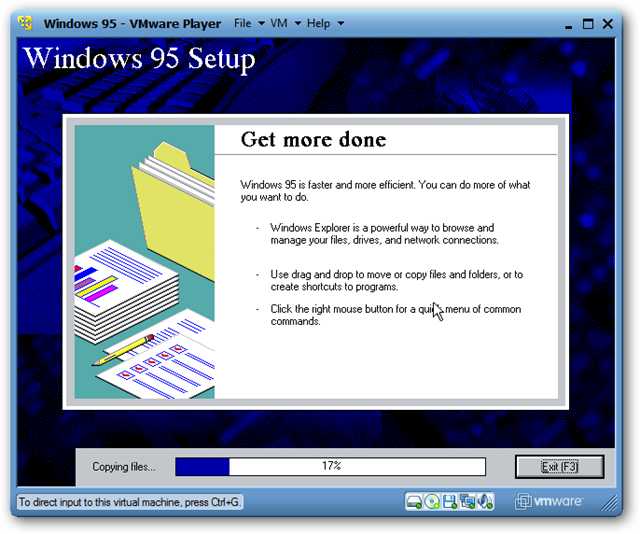 Windows 95 - VMware Player File VM Help
Windows 95 Setup
Get more done
Windows 95 is faster and more efficient. You can do more of what
you want to do.
- Windows Explorer is a powerful way to browse and
manage your files, drives, and network connections.
- Use drag and drop to move or copy files and folders, or to
create shortcuts to programs.
- Click the right mouse button for a quick menu of common
commands.
Copying files... 17% Exit (F3)
To direct input to this virtual machine, press Ctrl+G. vmware